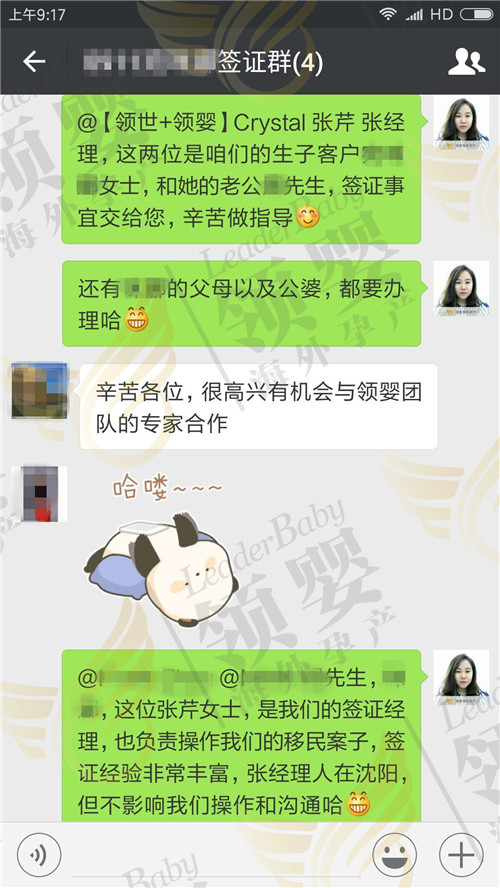 上午9:17
HD
17
签证群(4)
@【领世+领婴】Crystal 张芹 张经
理，这两位是咱们的生子客户
女士，和她的老公 先生，签证事
宜交给您，辛苦做指导
还有 的父母以及公婆，都要办
理哈
辛苦各位，很高兴有机会与领婴团
队的专家合作
哈喽~~~
@ @ 先生，
，这位张芹女士，是我们的签证经
理，也负责操作我们的移民案子，签
证经验非常丰富，张经理人在沈阳，
但不影响我们操作和沟通哈
LeaderBaby
领婴
海外孕产